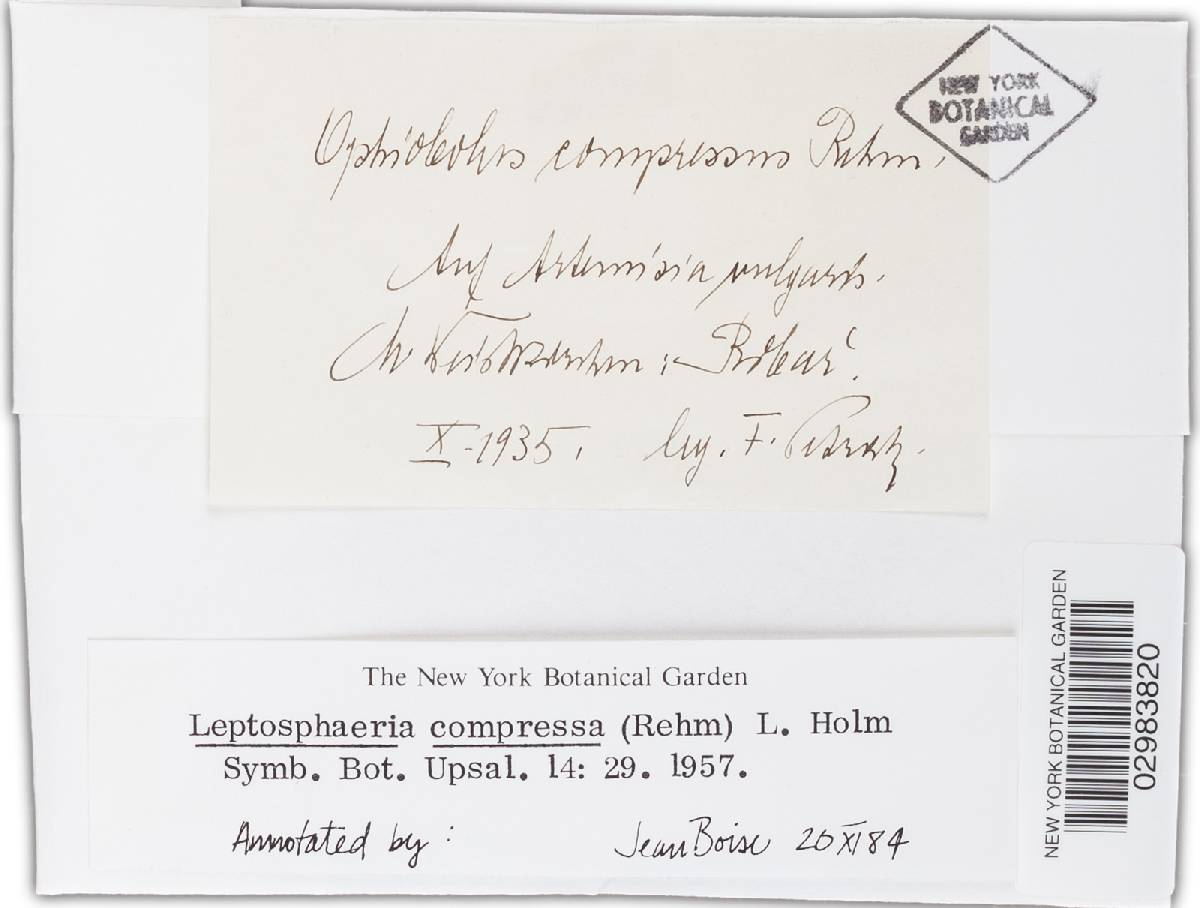 Ophiobolus compressus Rehm.
NEW YORK
BOTANICAL
GARDEN
Auf Artemisia vulgaris.
M. Weisskirchen: Ribář.
X. 1935. leg. F. Petrak.
The New York Botanical Garden
Leptosphaeria compressa (Rehm) L. Holm
Symb. Bot. Upsal. 14: 29. 1957.
Annotated by: Jean Boise 20 XI 84
NEW YORK BOTANICAL GARDEN
02983820